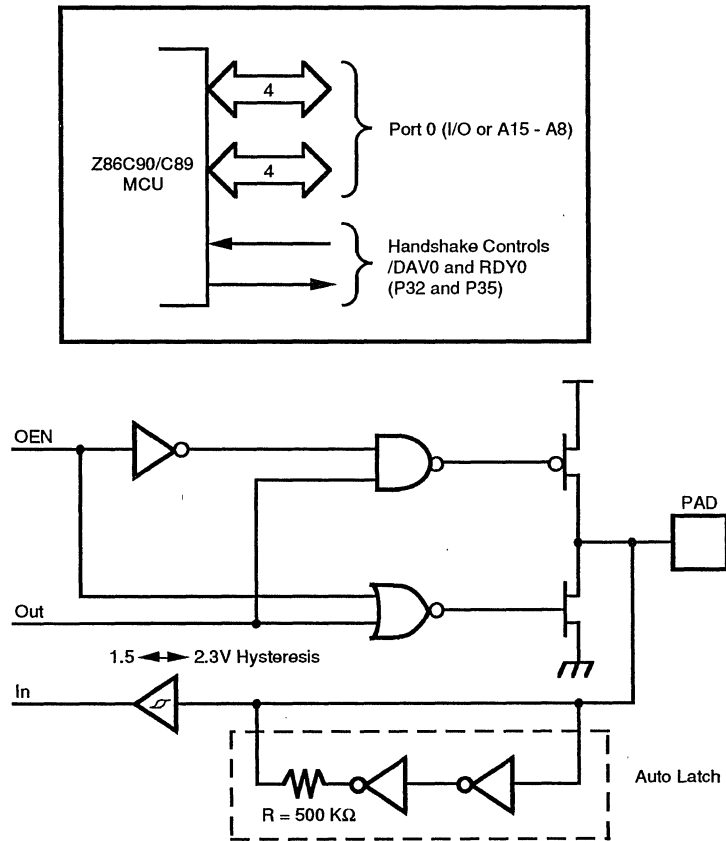 4
Port 0 (I/O or A15 - A8)
Z86C90/C89
MCU
4
Handshake Controls
/DAV0 and RDY0
(P32 and P35)
OEN
PAD
Out
1.5 2.3V Hysteresis
In
Auto Latch
R = 500 KΩ